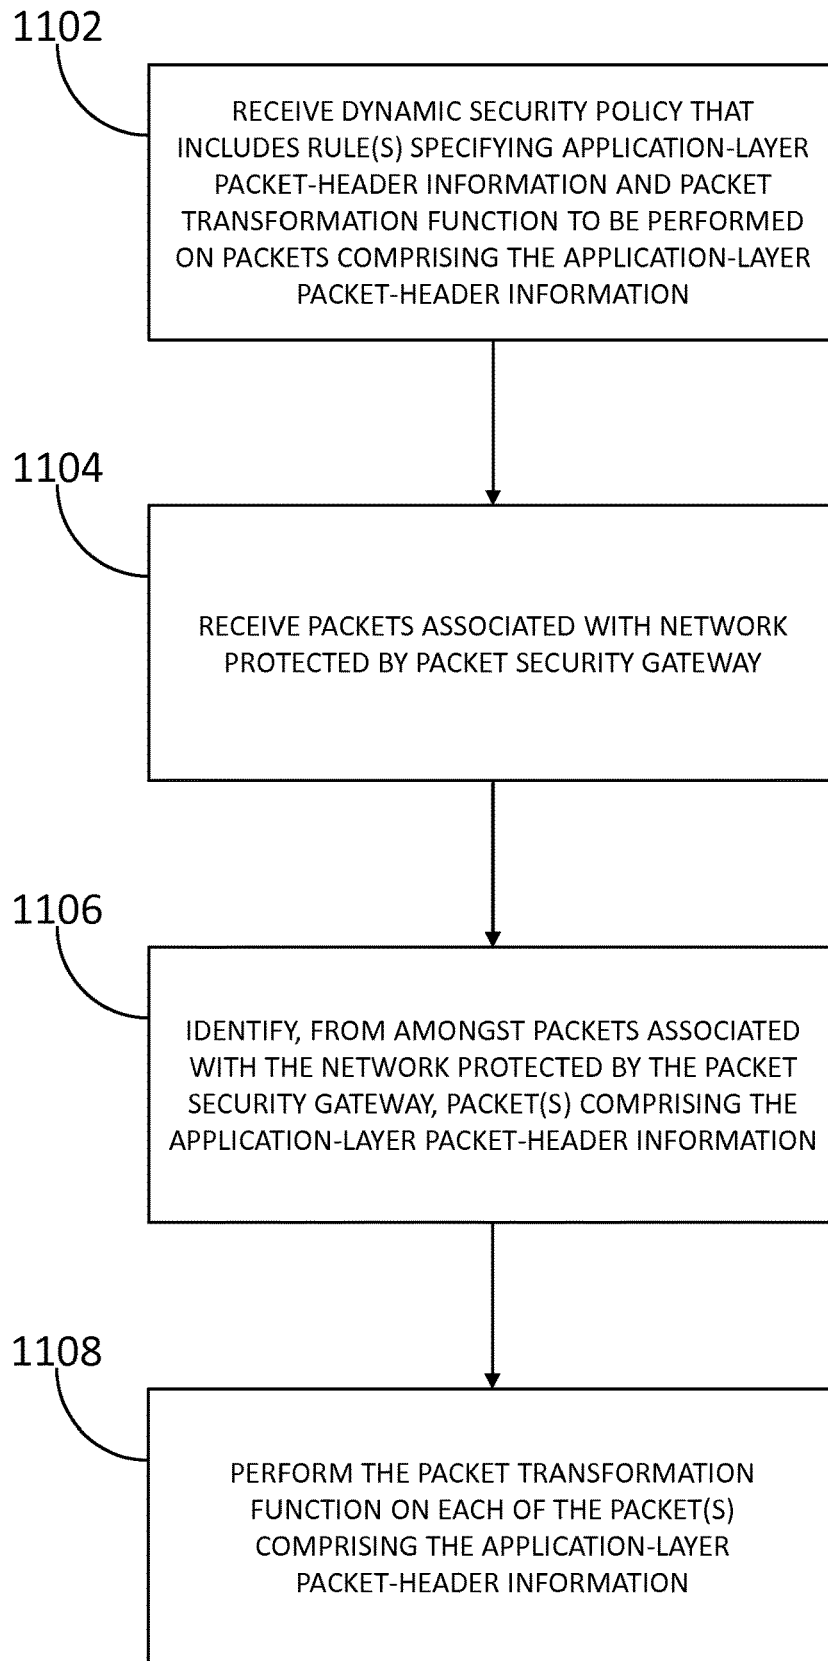 1102
RECEIVE DYNAMIC SECURITY POLICY THAT
INCLUDES RULE(S) SPECIFYING APPLICATION-LAYER
PACKET-HEADER INFORMATION AND PACKET
TRANSFORMATION FUNCTION TO BE PERFORMED
ON PACKETS COMPRISING THE APPLICATION-LAYER
PACKET-HEADER INFORMATION
1104
RECEIVE PACKETS ASSOCIATED WITH NETWORK
PROTECTED BY PACKET SECURITY GATEWAY
1106
IDENTIFY, FROM AMONGST PACKETS ASSOCIATED
WITH THE NETWORK PROTECTED BY THE PACKET
SECURITY GATEWAY, PACKET(S) COMPRISING THE
APPLICATION-LAYER PACKET-HEADER INFORMATION
1108
PERFORM THE PACKET TRANSFORMATION
FUNCTION ON EACH OF THE PACKET(S)
COMPRISING THE APPLICATION-LAYER
PACKET-HEADER INFORMATION